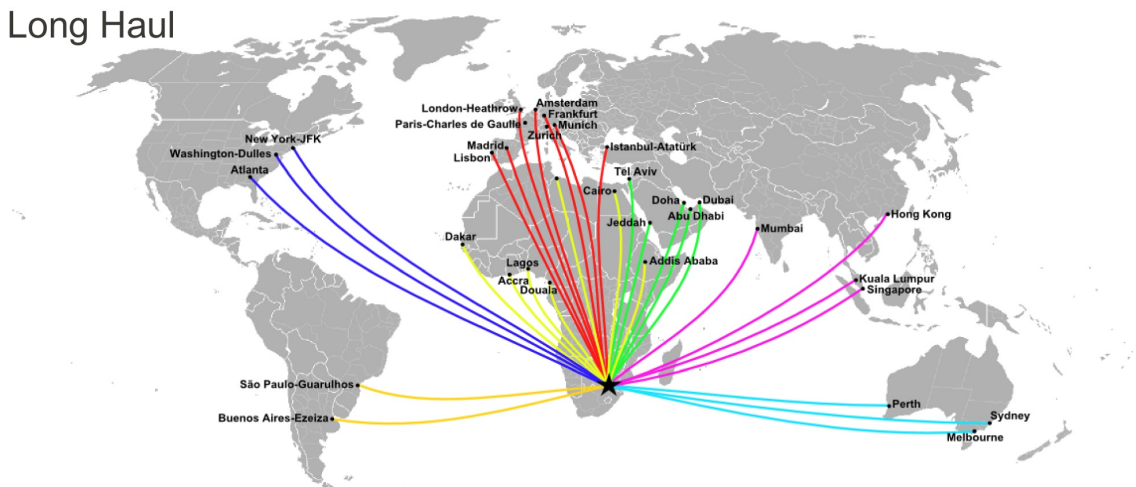 Long Haul
London-Heathrow
Amsterdam
Frankfurt
Paris-Charles de Gaulle
Munich
Zurich
New York-JFK
Washington-Dulles
Atlanta
Madrid
Lisbon
Istanbul-Atatürk
Tel Aviv
Cairo
Doha
Dubai
Abu Dhabi
Jeddah
Mumbai
Hong Kong
Dakar
Lagos
Accra
Douala
Addis Ababa
Kuala Lumpur
Singapore
São Paulo-Guarulhos
Buenos Aires-Ezeiza
Perth
Sydney
Melbourne